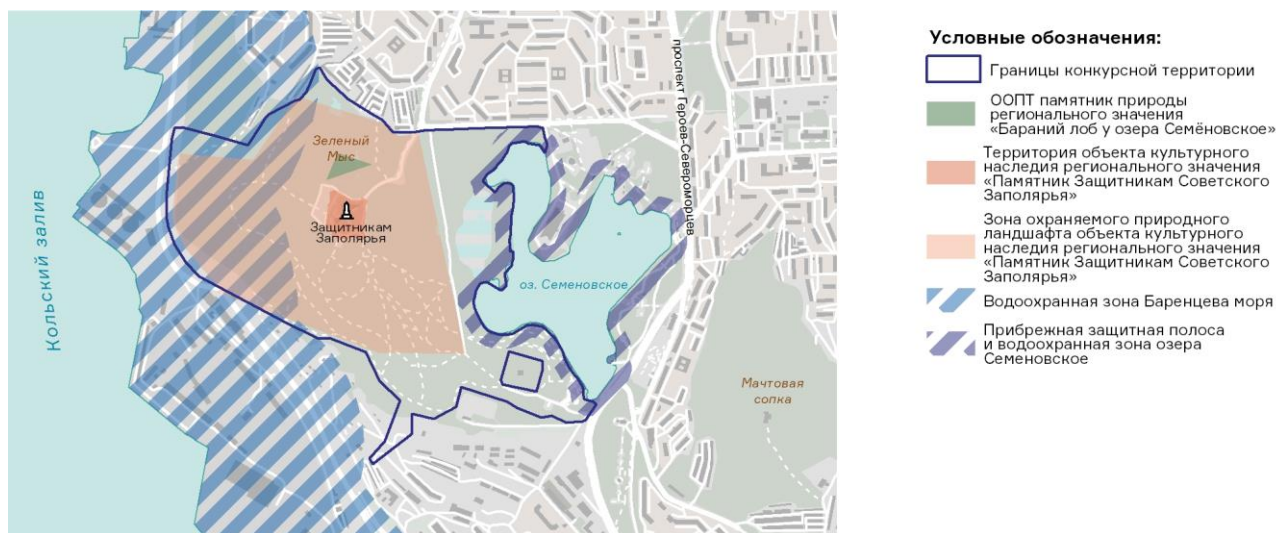 Зеленый
Мыс
Защитникам
Заполярья
Кольский залив
оз. Семеновское
проспект Героев-Североморцев
Мачтовая
сопка
Условные обозначения:
Границы конкурсной территории
ООПТ памятник природы
регионального значения
«Бараний лоб у озера Семёновское»
Территория объекта культурного
наследия регионального значения
«Памятник Защитникам Советского
Заполярья»
Зона охраняемого природного
ландшафта объекта культурного
наследия регионального значения
«Памятник Защитникам Советского
Заполярья»
Водоохранная зона Баренцева моря
Прибрежная защитная полоса
и водоохранная зона озера
Семеновское